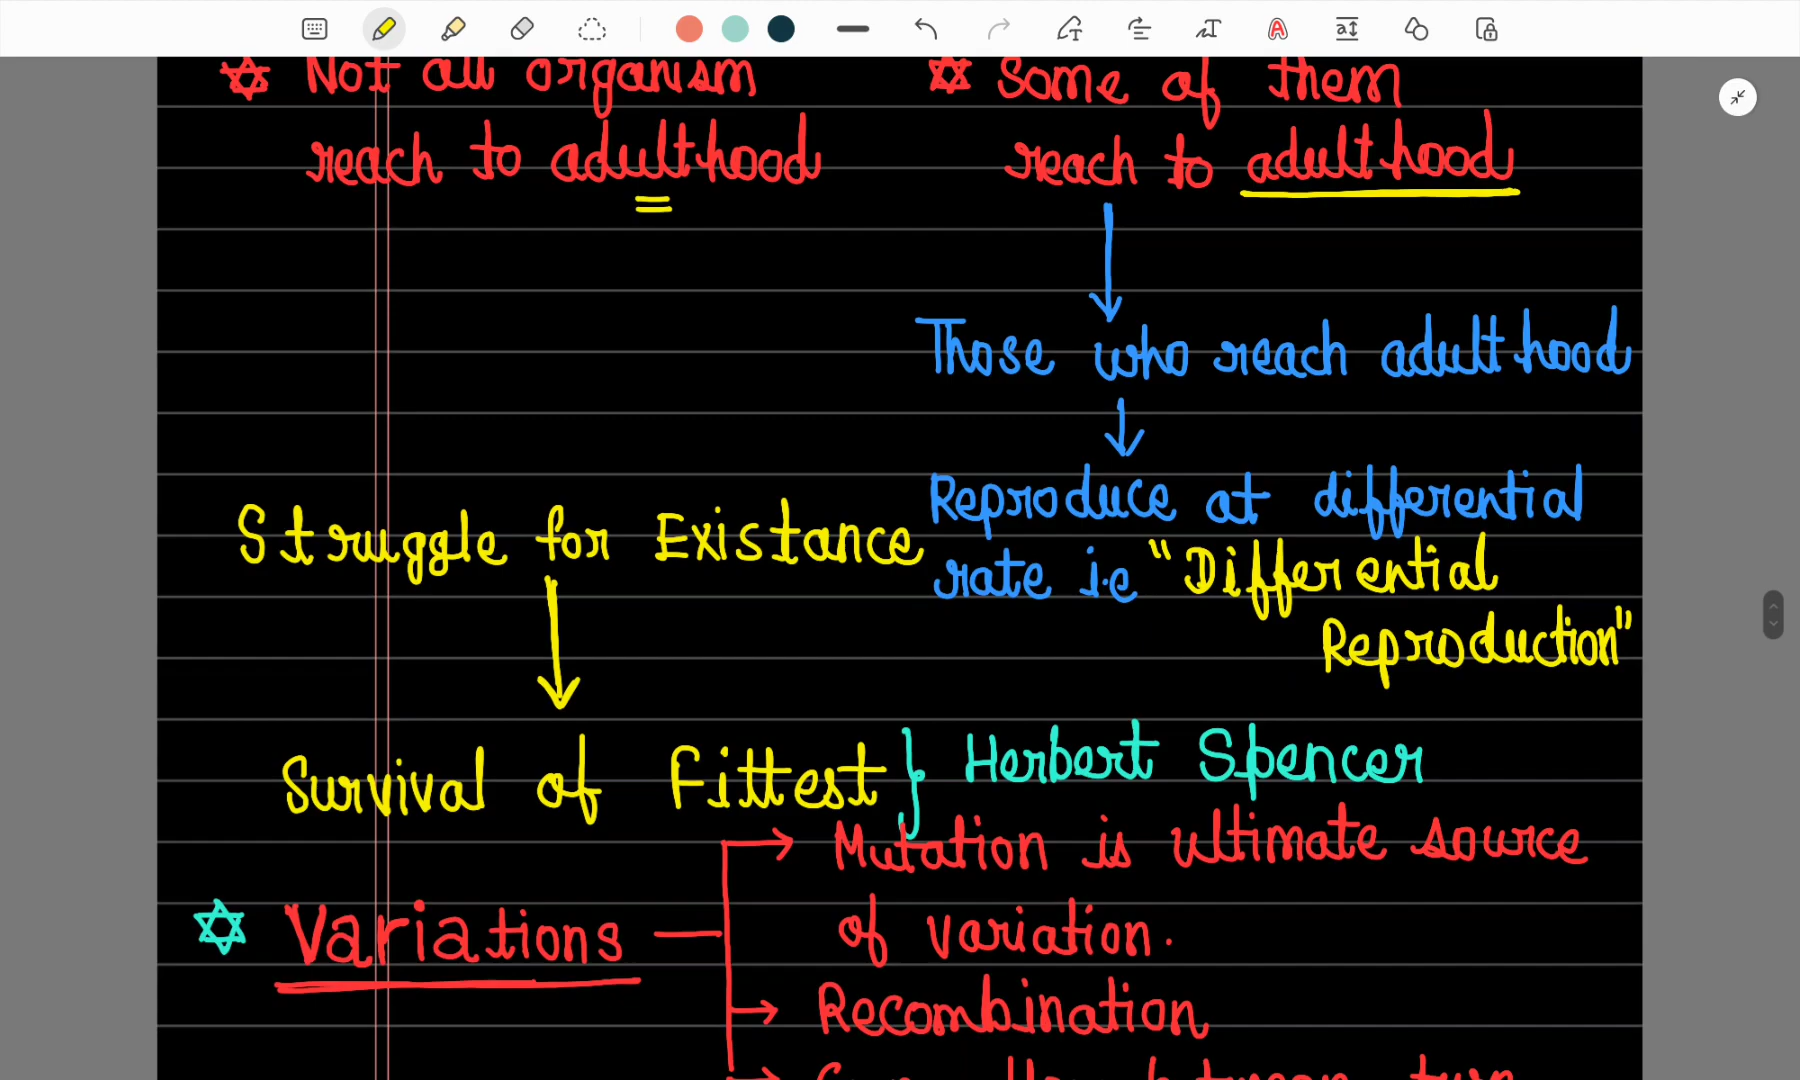 Not all organism
reach to adulthood
Some of them
reach to adulthood
Those who reach adulthood
Reproduce at differential
rate i.e "Differential
Reproduction"
Struggle for Existance
Survival of Fittest } Herbert Spencer
Variations
Mutation is ultimate source
of variation.
Recombination